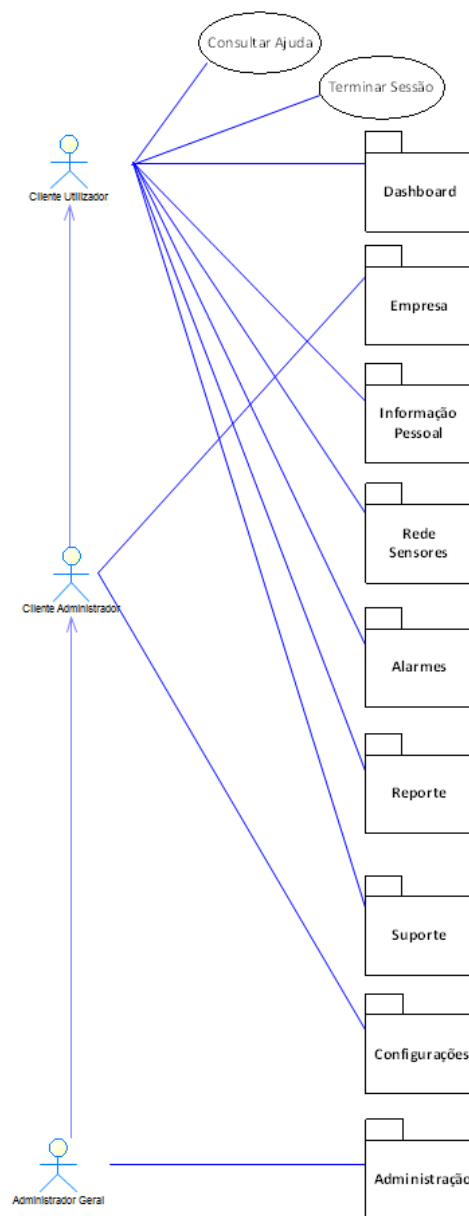 Consultar Ajuda
Terminar Sessão
Cliente Utilizador
Dashboard
Empresa
Informação
Pessoal
Rede
Sensores
Cliente Administrador
Alarmes
Reporte
Suporte
Configurações
Administração
Administrador Geral